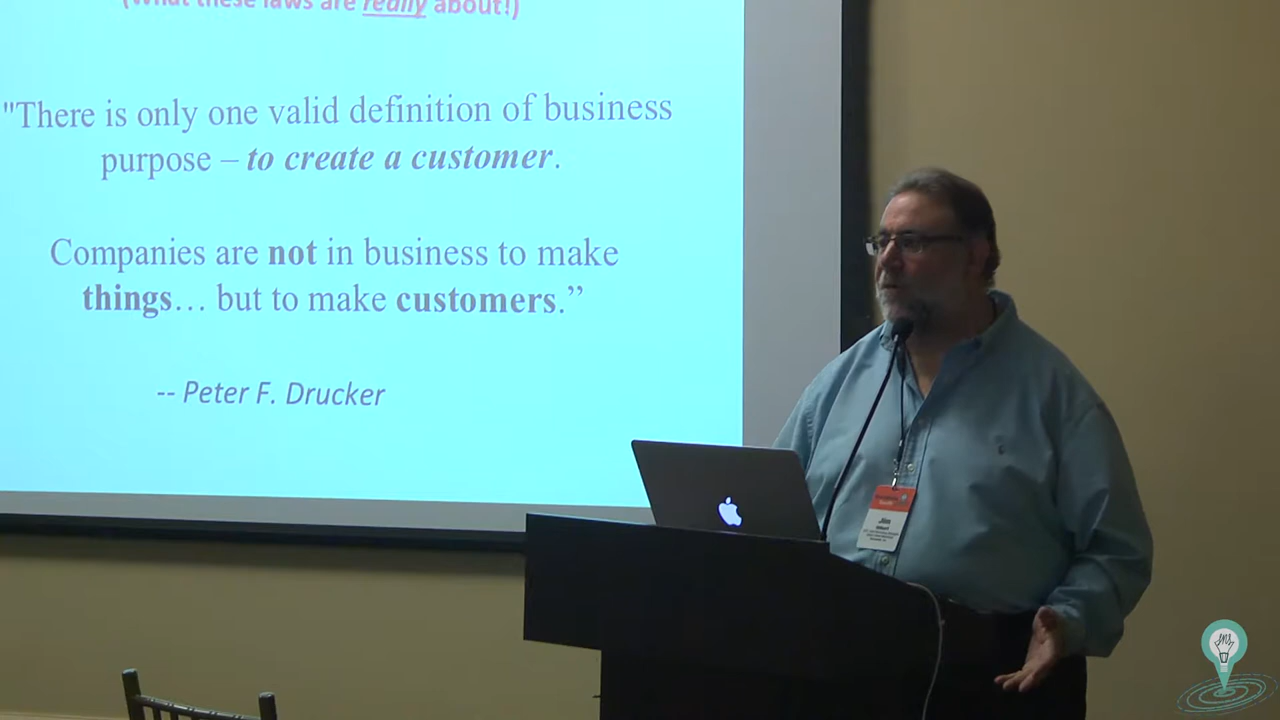 (What these laws are really about!)
"There is only one valid definition of business
purpose – to create a customer.
Companies are not in business to make
things… but to make customers.”
-- Peter F. Drucker